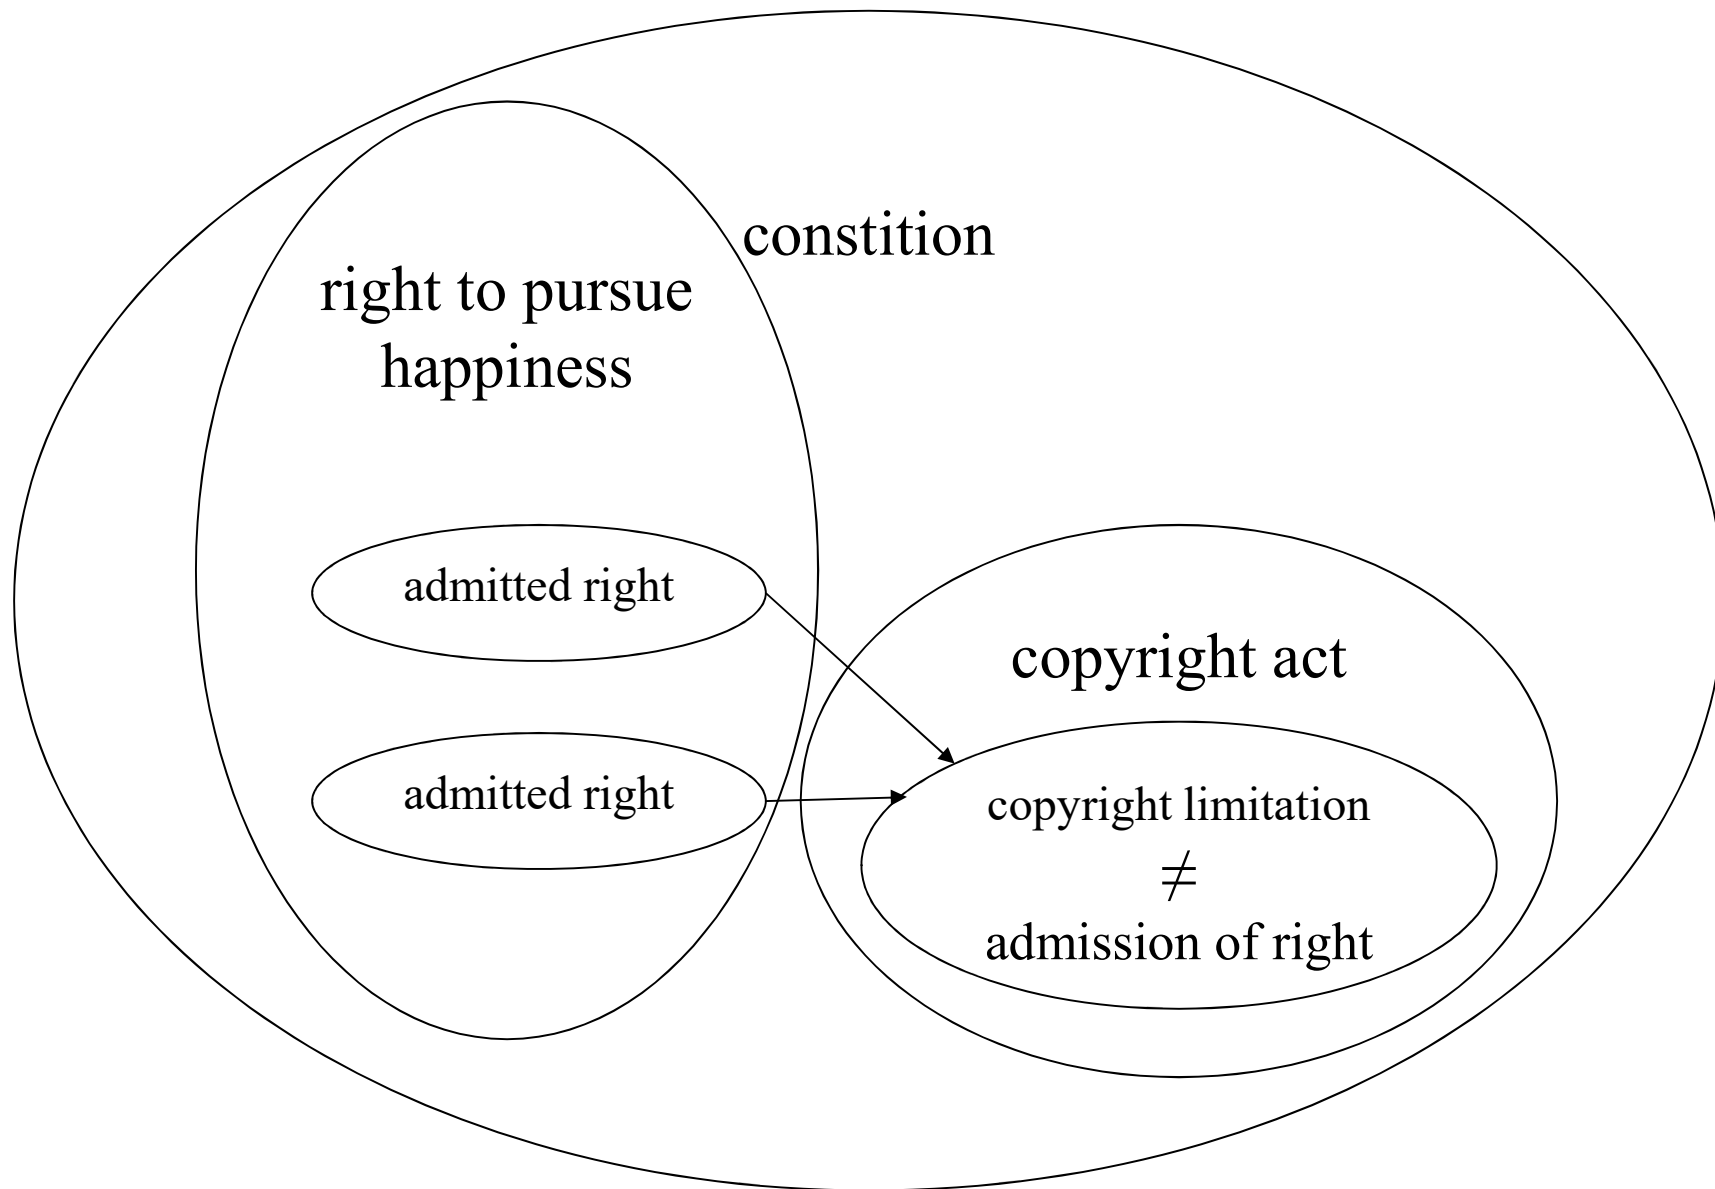 constition
right to pursue
happiness
admitted right
copyright act
admitted right
copyright limitation
≠
admission of right